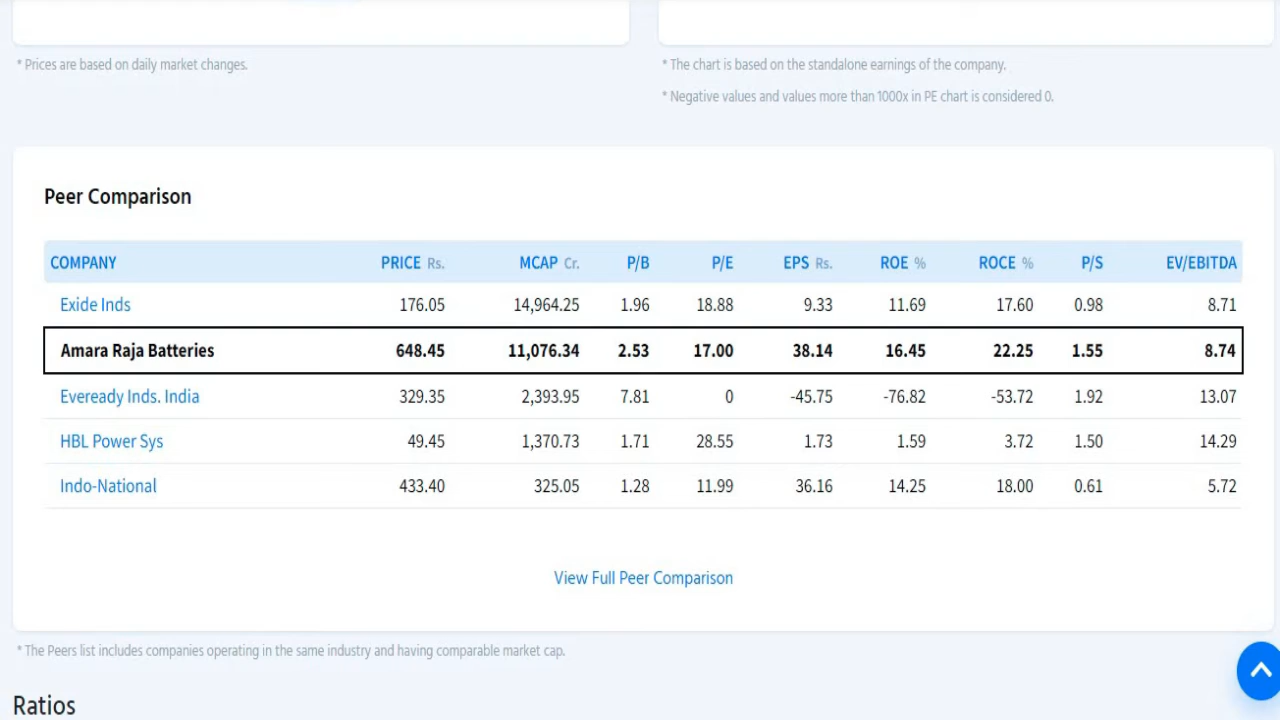 * Prices are based on daily market changes.
* The chart is based on the standalone earnings of the company.
* Negative values and values more than 1000x in PE chart is considered 0.
Peer Comparison
COMPANY PRICE Rs. MCAP Cr. P/B P/E EPS Rs. ROE % ROCE % P/S EV/EBITDA
Exide Inds 176.05 14,964.25 1.96 18.88 9.33 11.69 17.60 0.98 8.71
Amara Raja Batteries 648.45 11,076.34 2.53 17.00 38.14 16.45 22.25 1.55 8.74
Eveready Inds. India 329.35 2,393.95 7.81 0 -45.75 -76.82 -53.72 1.92 13.07
HBL Power Sys 49.45 1,370.73 1.71 28.55 1.73 1.59 3.72 1.50 14.29
Indo-National 433.40 325.05 1.28 11.99 36.16 14.25 18.00 0.61 5.72
View Full Peer Comparison
* The Peers list includes companies operating in the same industry and having comparable market cap.
Ratios